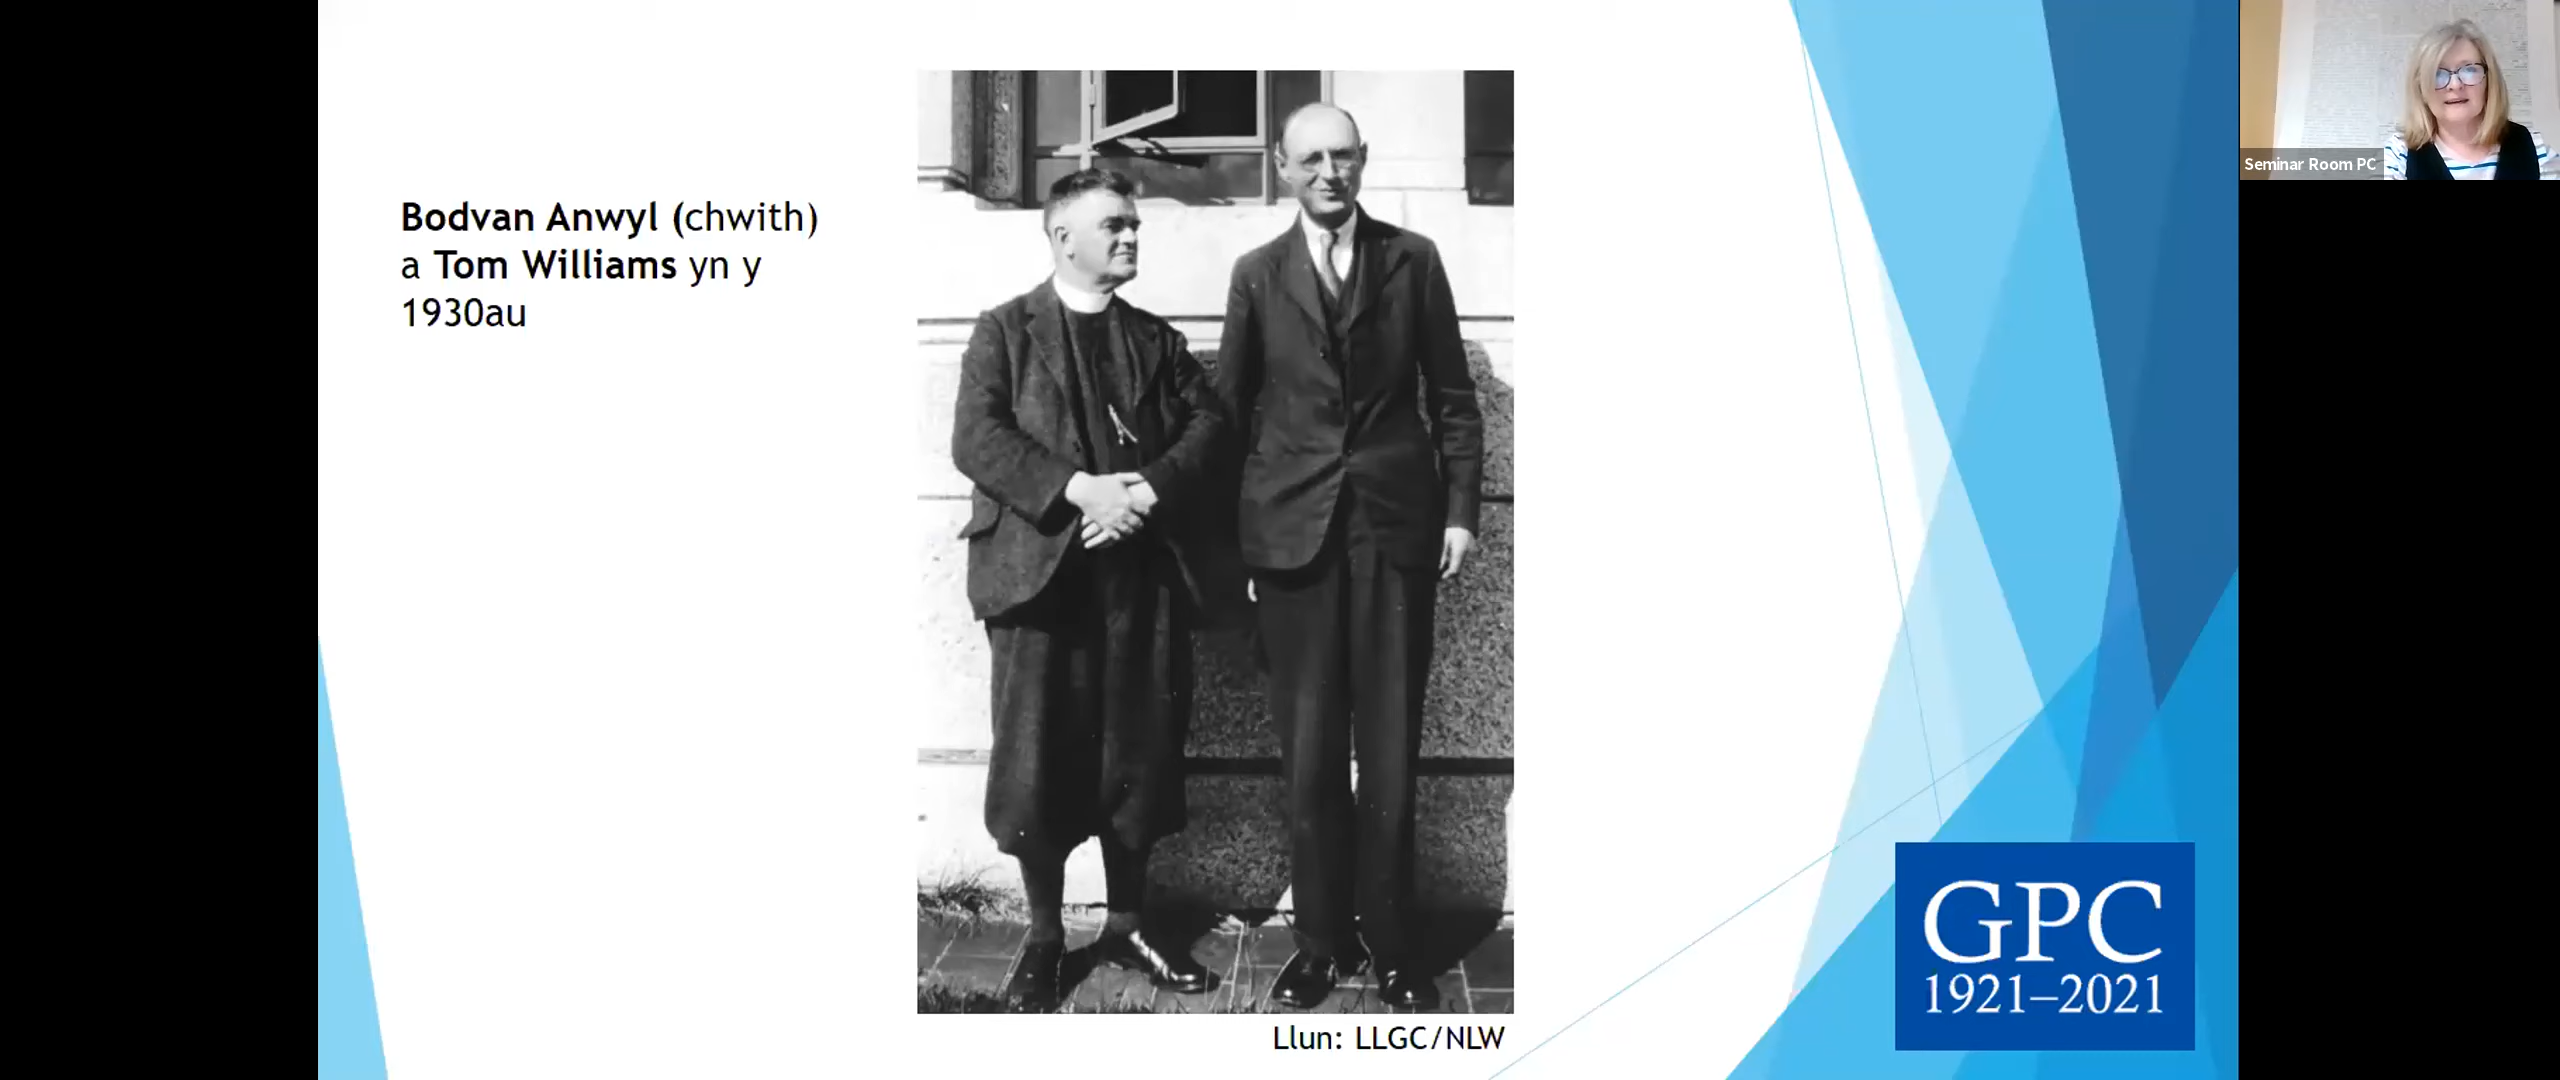 Bodvan Anwyl (chwith)
a Tom Williams yn y
1930au
Llun: LLGC/NLW
GPC
1921–2021
Seminar Room PC